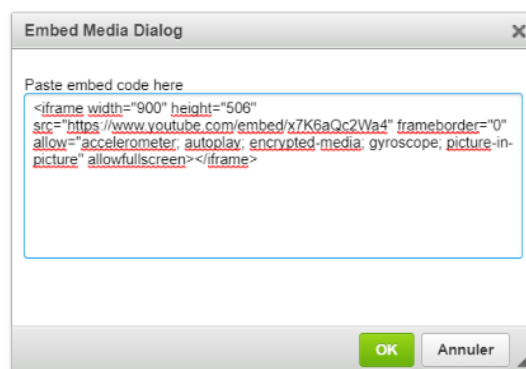 Embed Media Dialog
Paste embed code here
<iframe width="900" height="506"
src="https://www.youtube.com/embed/x7K6aQc2Wa4" frameborder="0"
allow="accelerometer; autoplay; encrypted-media; gyroscope; picture-in-
picture" allowfullscreen></iframe>
OK
Annuler